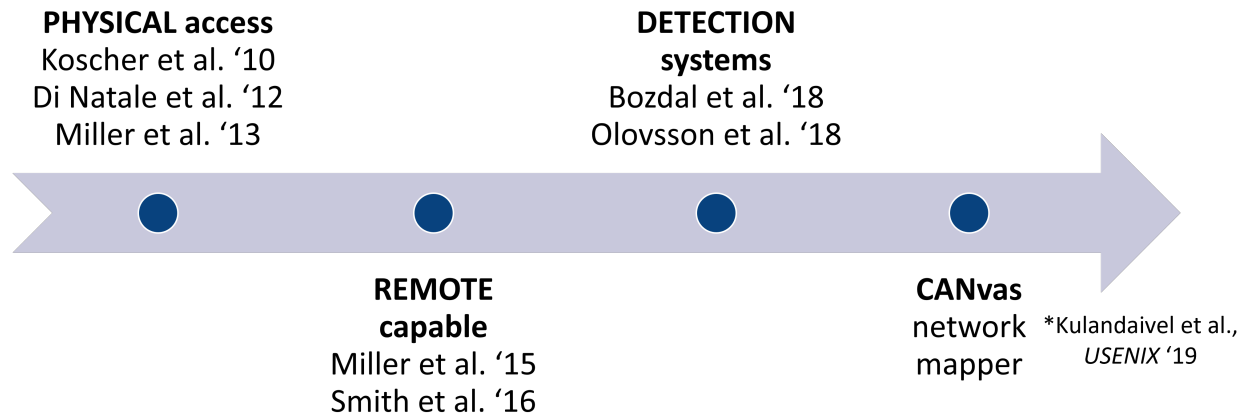 PHYSICAL access
Koscher et al. ‘10
Di Natale et al. ‘12
Miller et al. ‘13
DETECTION
systems
Bozdal et al. ‘18
Olovsson et al. ‘18
REMOTE
capable
Miller et al. ‘15
Smith et al. ‘16
CANvas
network
mapper
*Kulandaivel et al.,
USENIX ‘19